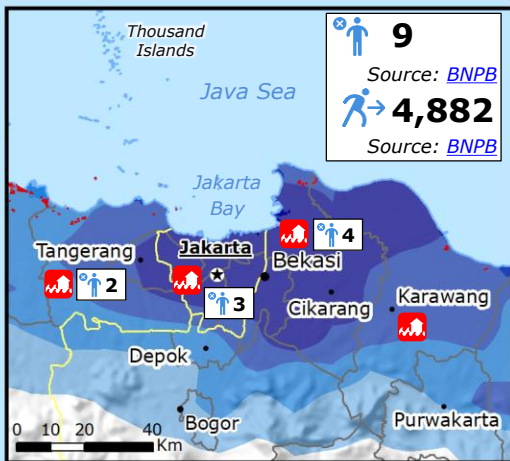 Thousand
Islands
9
Source: BNPB
4,882
Source: BNPB
Java Sea
Jakarta
Bay
Tangerang
Jakarta
4
Bekasi
2
3
Cikarang
Karawang
Depok
Bogor
Purwakarta
0 10 20 40
Km